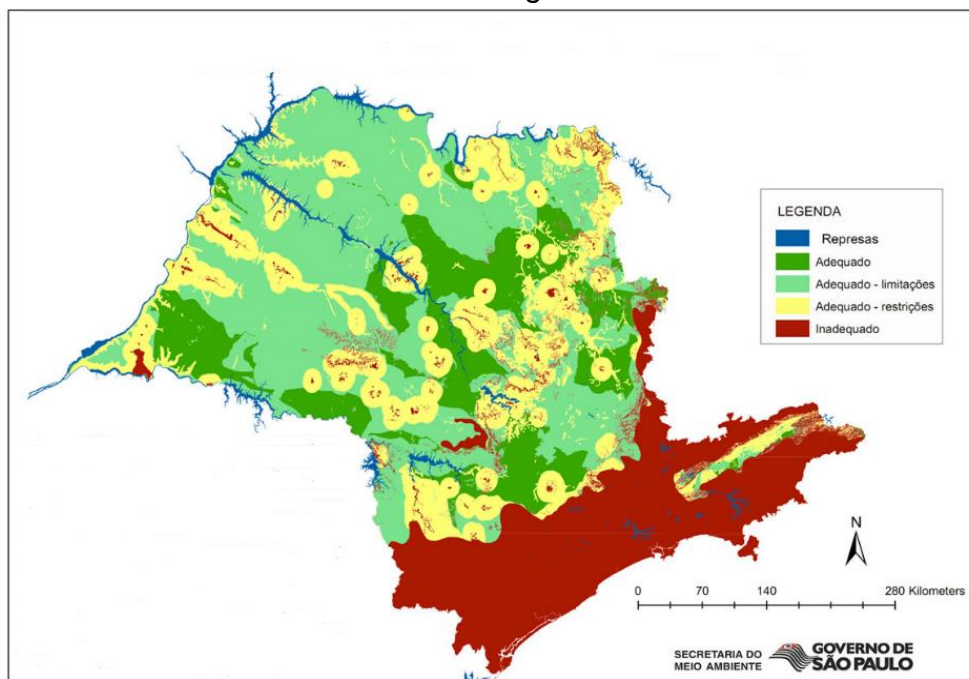 LEGENDA
Represas
Adequado
Adequado - limitações
Adequado - restrições
Inadequado
N
0 70 140 280 Kilometers
SECRETARIA DO
MEIO AMBIENTE
GOVERNO DE
SÃO PAULO